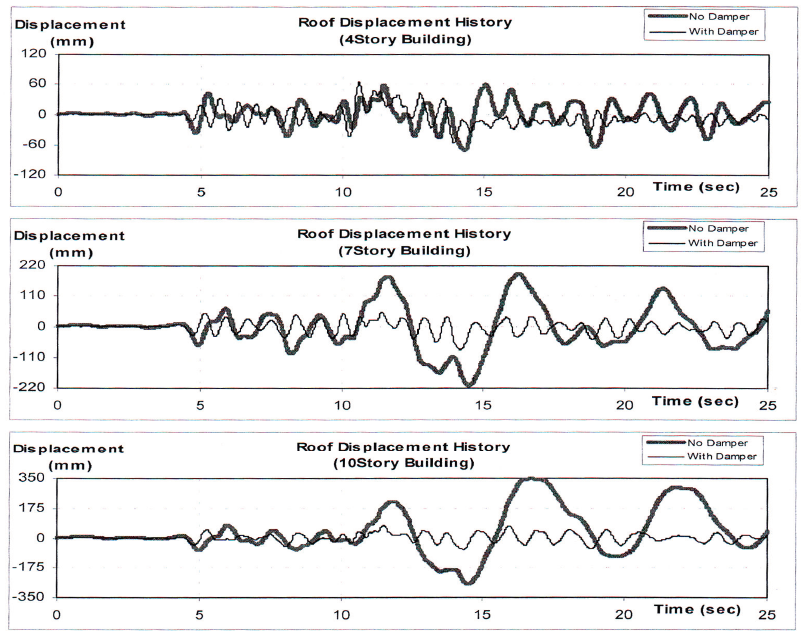 Displacement
(mm)
Roof Displacement History
(4Story Building)
No Damper
With Damper
120
60
0
-60
-120
0 5 10 15 20 25
Time (sec)
Displacement
(mm)
Roof Displacement History
(7Story Building)
No Damper
With Damper
220
110
0
-110
-220
0 5 10 15 20 25
Time (sec)
Displacement
(mm)
Roof Displacement History
(10Story Building)
No Damper
With Damper
350
175
0
-175
-350
0 5 10 15 20 25
Time (sec)